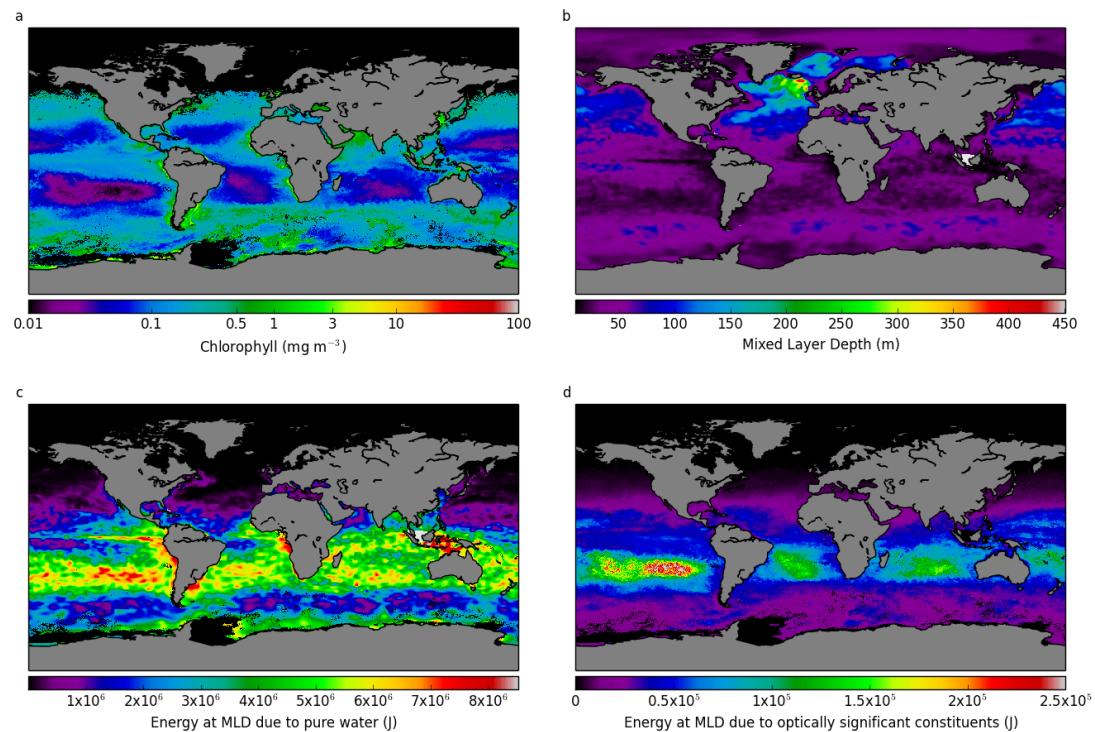 a
b
0.01 0.1 0.5 1 3 10 100
Chlorophyll (mg m⁻³)
50 100 150 200 250 300 350 400 450
Mixed Layer Depth (m)
c
d
1x10⁶ 2x10⁶ 3x10⁶ 4x10⁶ 5x10⁶ 6x10⁶ 7x10⁶ 8x10⁶
Energy at MLD due to pure water (J)
0 0.5x10⁵ 1x10⁵ 1.5x10⁵ 2x10⁵ 2.5x10⁵
Energy at MLD due to optically significant constituents (J)